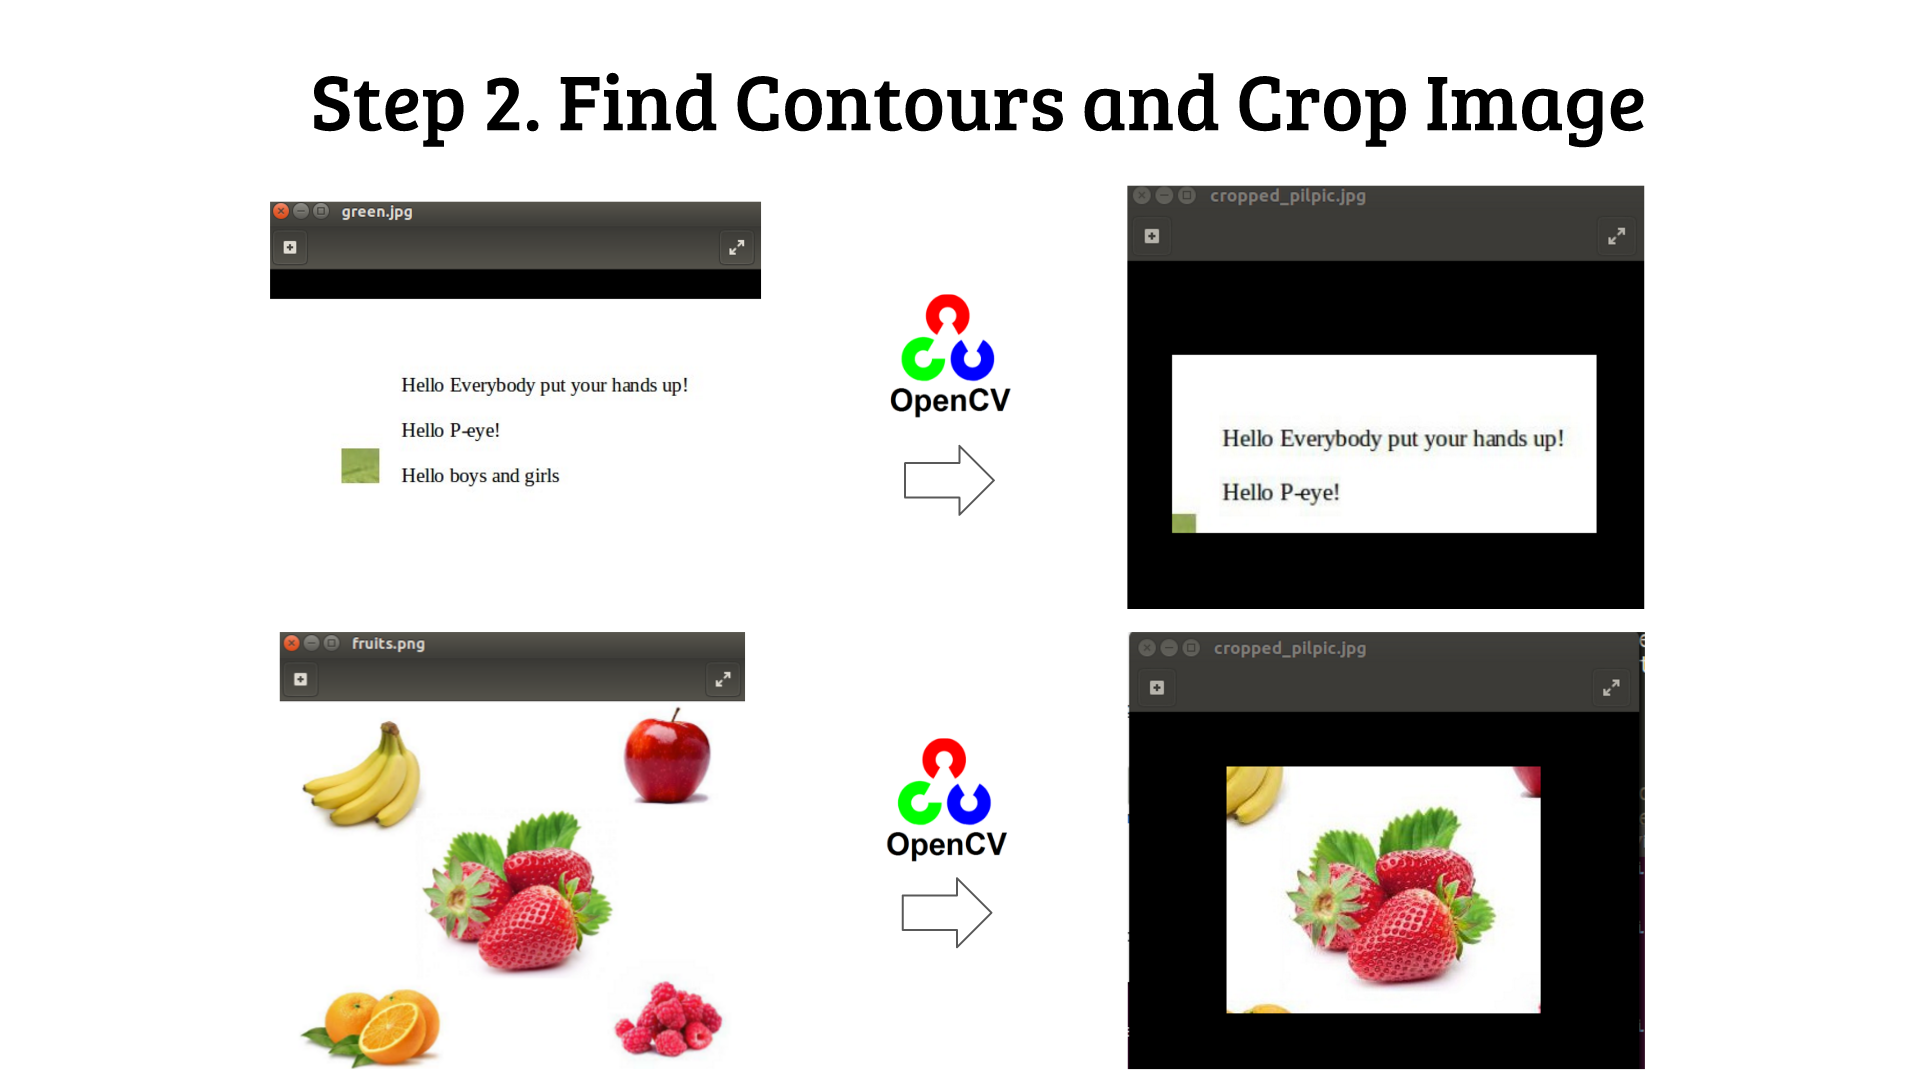 Step 2. Find Contours and Crop Image
green.jpg
Hello Everybody put your hands up!
Hello P-eye!
Hello boys and girls
OpenCV
cropped_pilpic.jpg
Hello Everybody put your hands up!
Hello P-eye!
fruits.png
OpenCV
cropped_pilpic.jpg